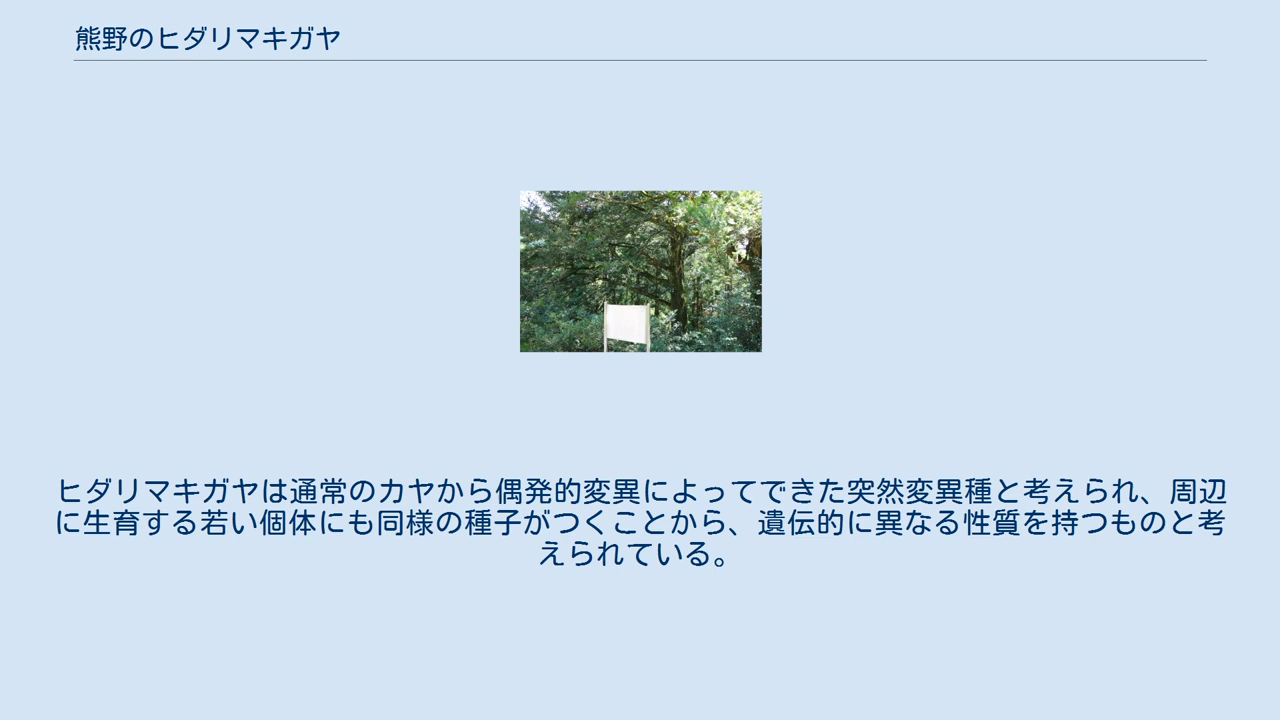 熊野のヒダリマキガヤ
ヒダリマキガヤは通常のカヤから偶発的変異によってできた突然変異種と考えられ、周辺
に生育する若い個体にも同様の種子がつくことから、遺伝的に異なる性質を持つものと考
えられている。